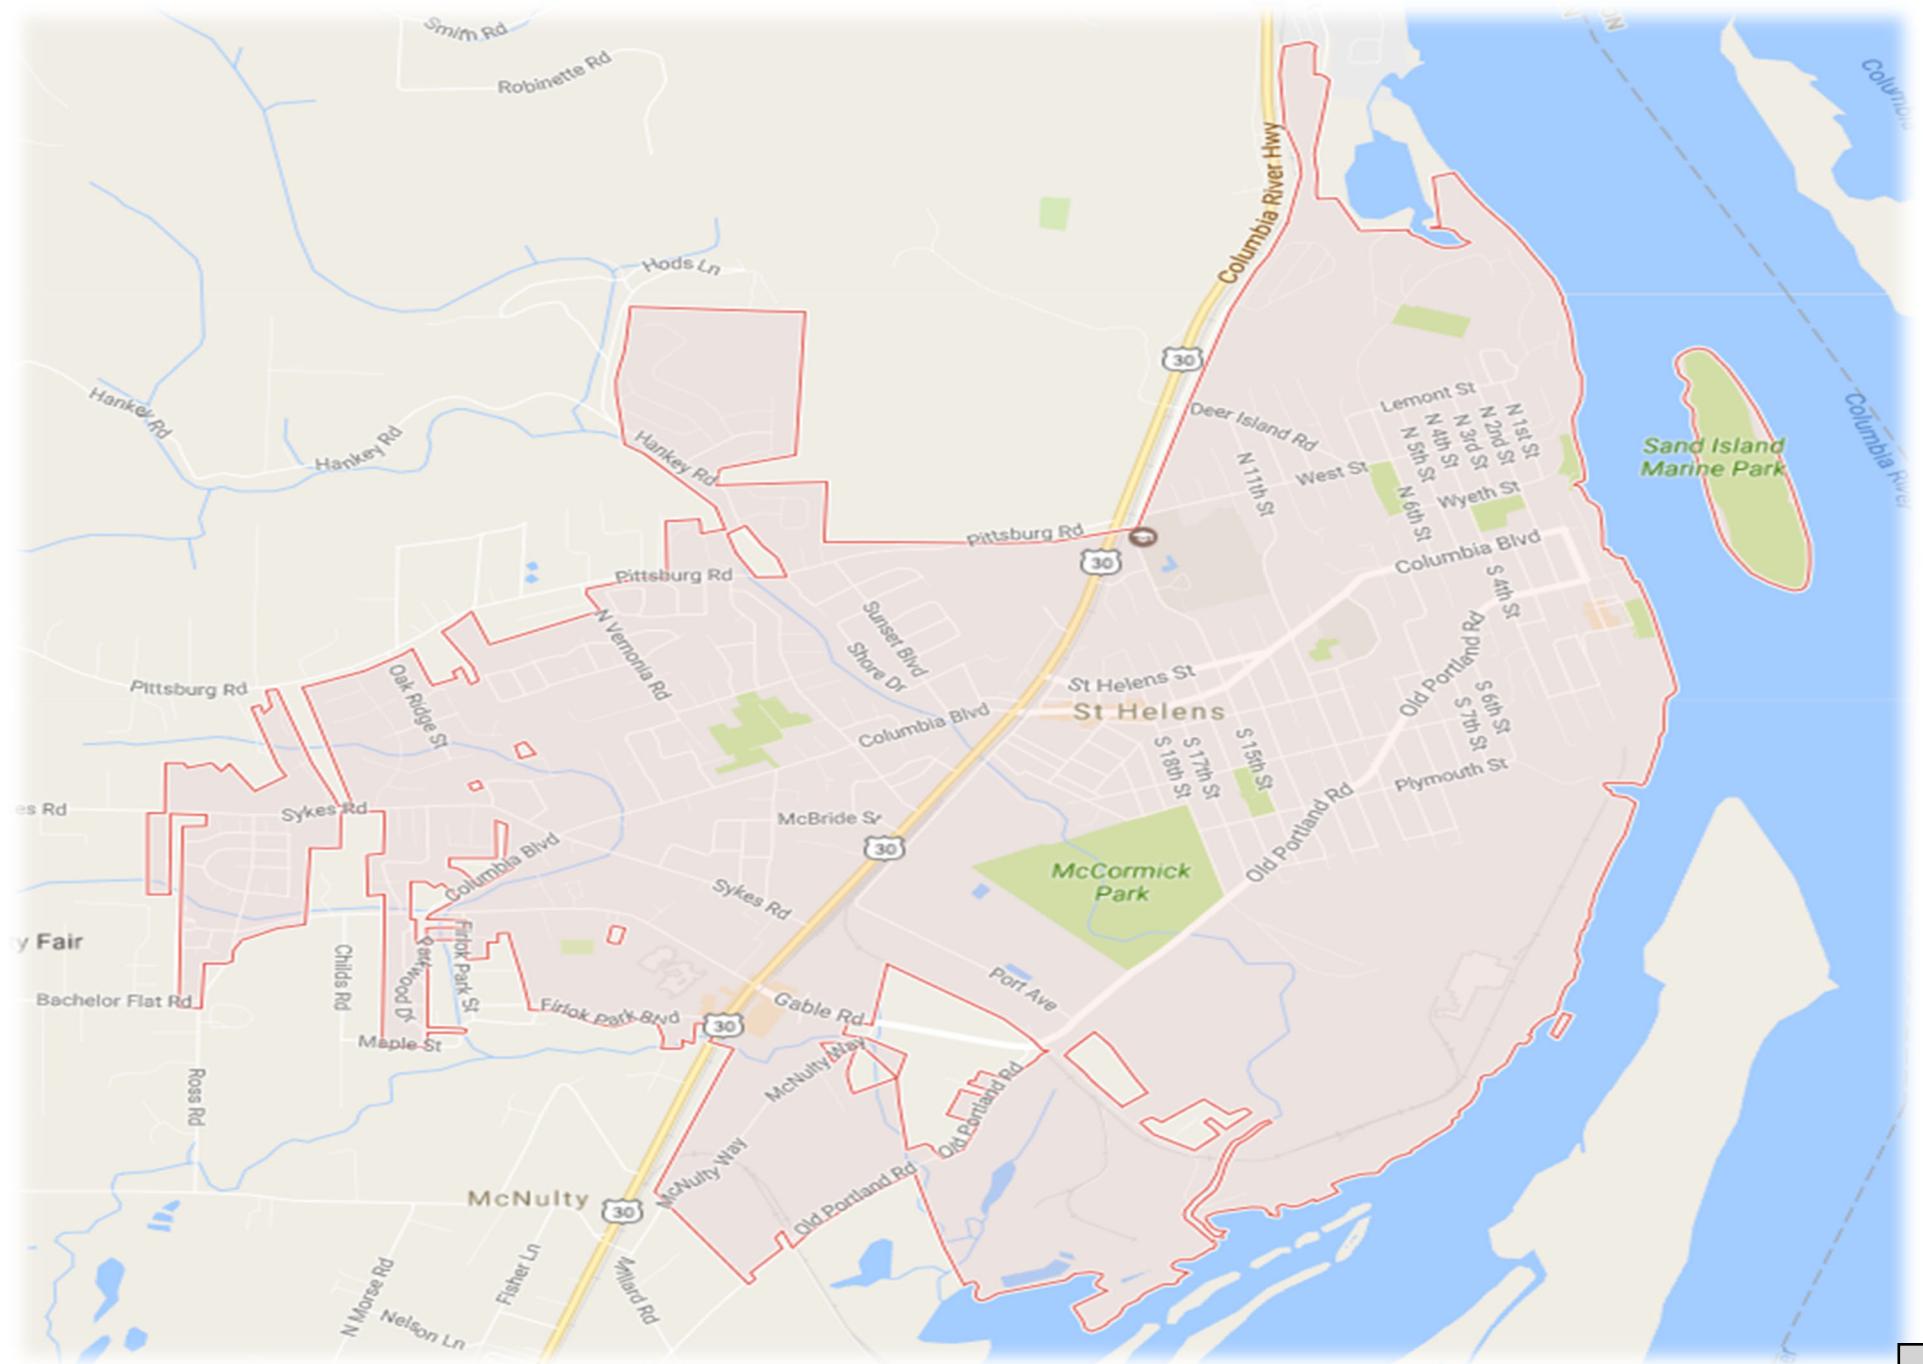 Smith Rd
Robinette Rd
Columbia River Hwy
Hods Ln
30
Hankey Rd
Hankey Rd
Hankey Rd
Deer Island Rd
Lemont St
N 1st St
N 2nd St
N 3rd St
N 4th St
N 5th St
N 6th St
N 11th St
West St
Wyeth St
Sand Island
Marine Park
Columbia River
Pittsburg Rd
30
Pittsburg Rd
Columbia Blvd
S 4th St
Sunset Blvd
Shore Dr
N Vernonia Rd
Oak Ridge St
Pittsburg Rd
St Helens St
St Helens
Columbia Blvd
Old Portland Rd
S 6th St
S 7th St
S 15th St
S 17th St
S 18th St
Plymouth St
es Rd
Sykes Rd
McBride St
30
Old Portland Rd
Columbia Blvd
Sykes Rd
McCormick
Park
y Fair
Childs Rd
Parkwood Dr
Firlok Park St
Bachelor Flat Rd
Firlok Park Blvd
30
Gable Rd
Port Ave
Maple St
McNulty Way
Ross Rd
Old Portland Rd
McNulty Way
McNulty
30
Old Portland Rd
N Morse Rd
Fisher Ln
Millard Rd
Nelson Ln